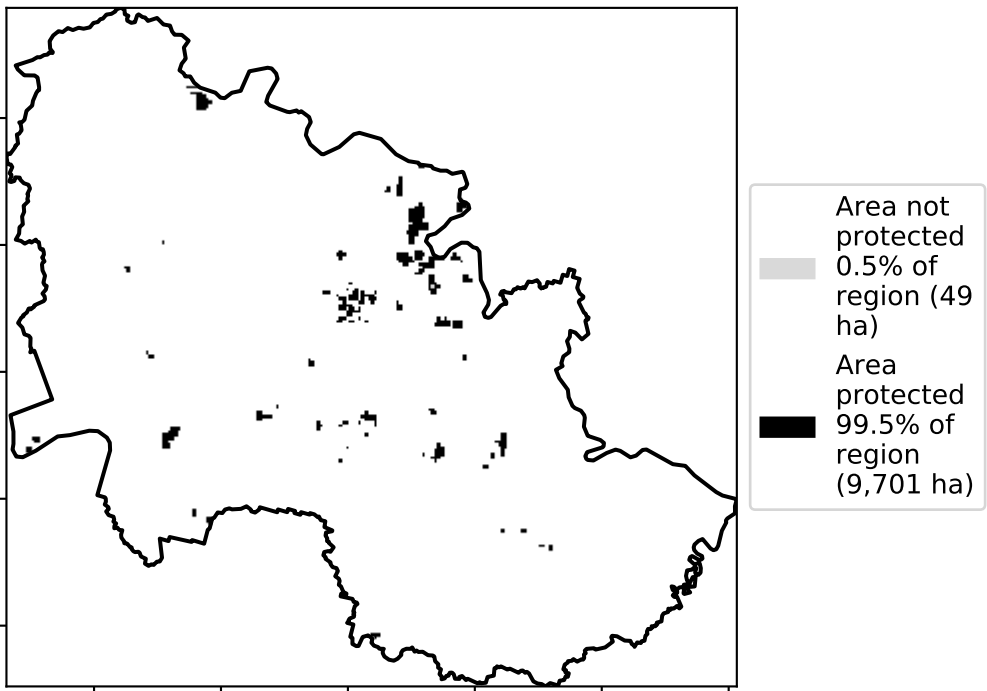 Area not
protected
0.5% of
region (49
ha)
Area
protected
99.5% of
region
(9,701 ha)